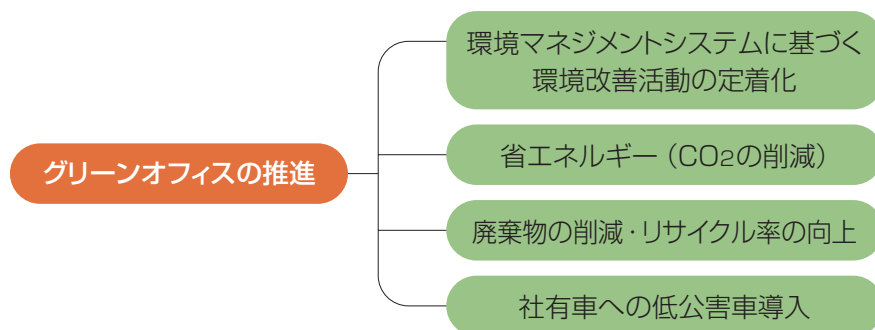 グリーンオフィスの推進
環境マネジメントシステムに基づく
環境改善活動の定着化
省エネルギー（CO2の削減）
廃棄物の削減・リサイクル率の向上
社有車への低公害車導入